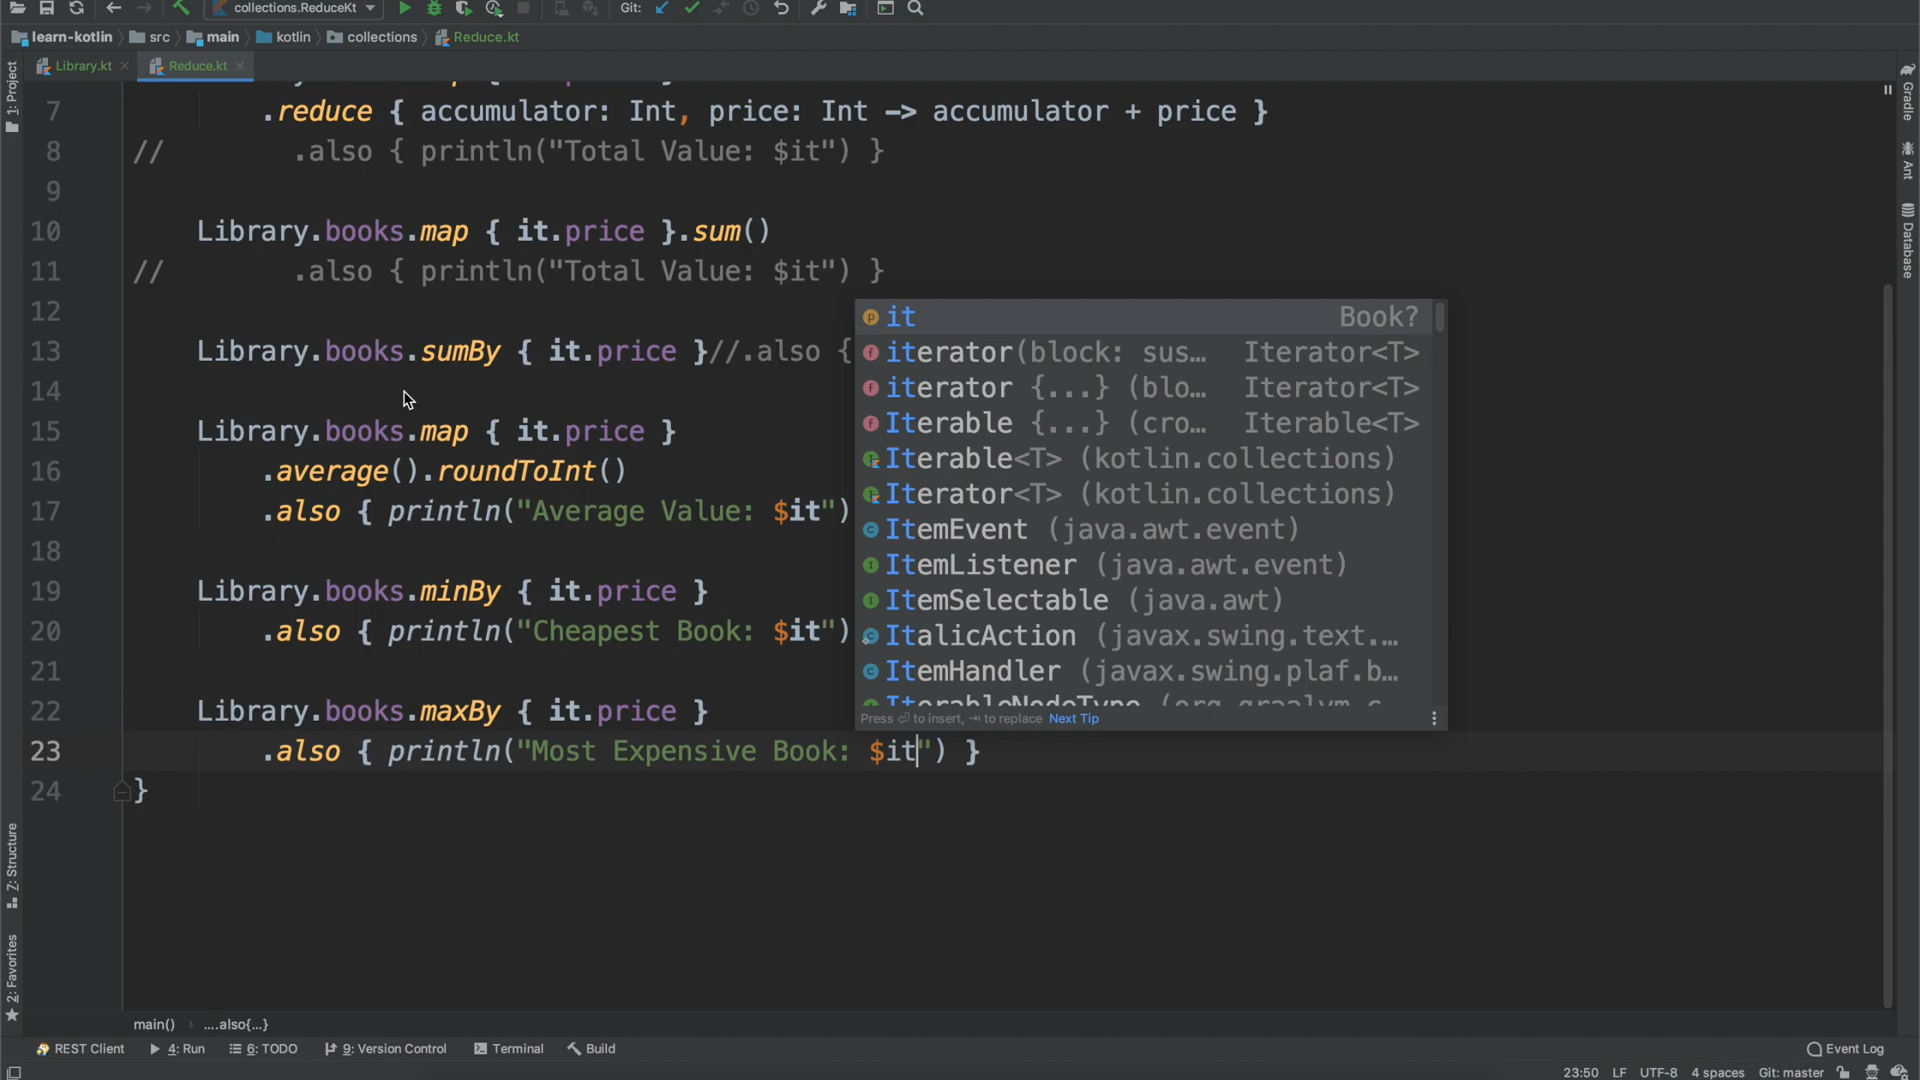 collections.ReduceKt
Git:
learn-kotlin
src
main
kotlin
collections
Reduce.kt
Library.kt
Reduce.kt
1: Project
7 .reduce { accumulator: Int, price: Int -> accumulator + price }
8 // .also { println("Total Value: $it") }
9
10 Library.books.map { it.price }.sum()
11 // .also { println("Total Value: $it") }
12
13 Library.books.sumBy { it.price }//.also {
14
15 Library.books.map { it.price }
16 .average().roundToInt()
17 .also { println("Average Value: $it")
18
19 Library.books.minBy { it.price }
20 .also { println("Cheapest Book: $it")
21
22 Library.books.maxBy { it.price }
23 .also { println("Most Expensive Book: $it") }
24 }
it Book?
iterator(block: sus... Iterator<T>
iterator {...} (blo... Iterator<T>
Iterable {...} (cro... Iterable<T>
Iterable<T> (kotlin.collections)
Iterator<T> (kotlin.collections)
ItemEvent (java.awt.event)
ItemListener (java.awt.event)
ItemSelectable (java.awt)
ItalicAction (javax.swing.text.…
ItemHandler (javax.swing.plaf.b…
Press ⏎ to insert, ⇥ to replace Next Tip
Gradle
Ant
Database
Z: Structure
2: Favorites
main() › ....also{...}
REST Client
4: Run
6: TODO
9: Version Control
Terminal
Build
Event Log
23:50 LF UTF-8 4 spaces Git: master